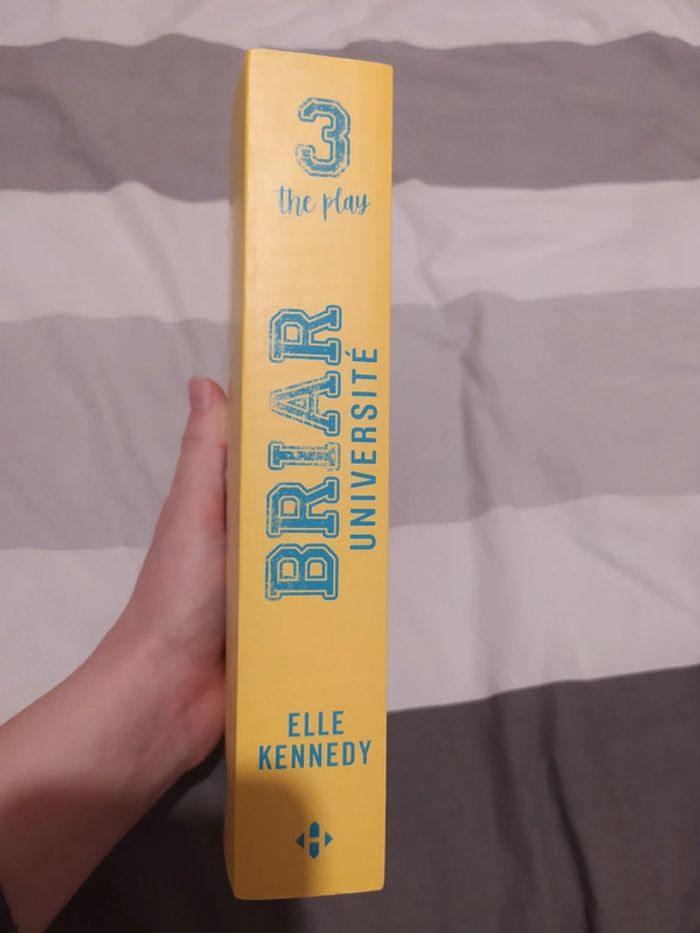 3
the play
BRIAR
UNIVERSITÉ
ELLE
KENNEDY
H